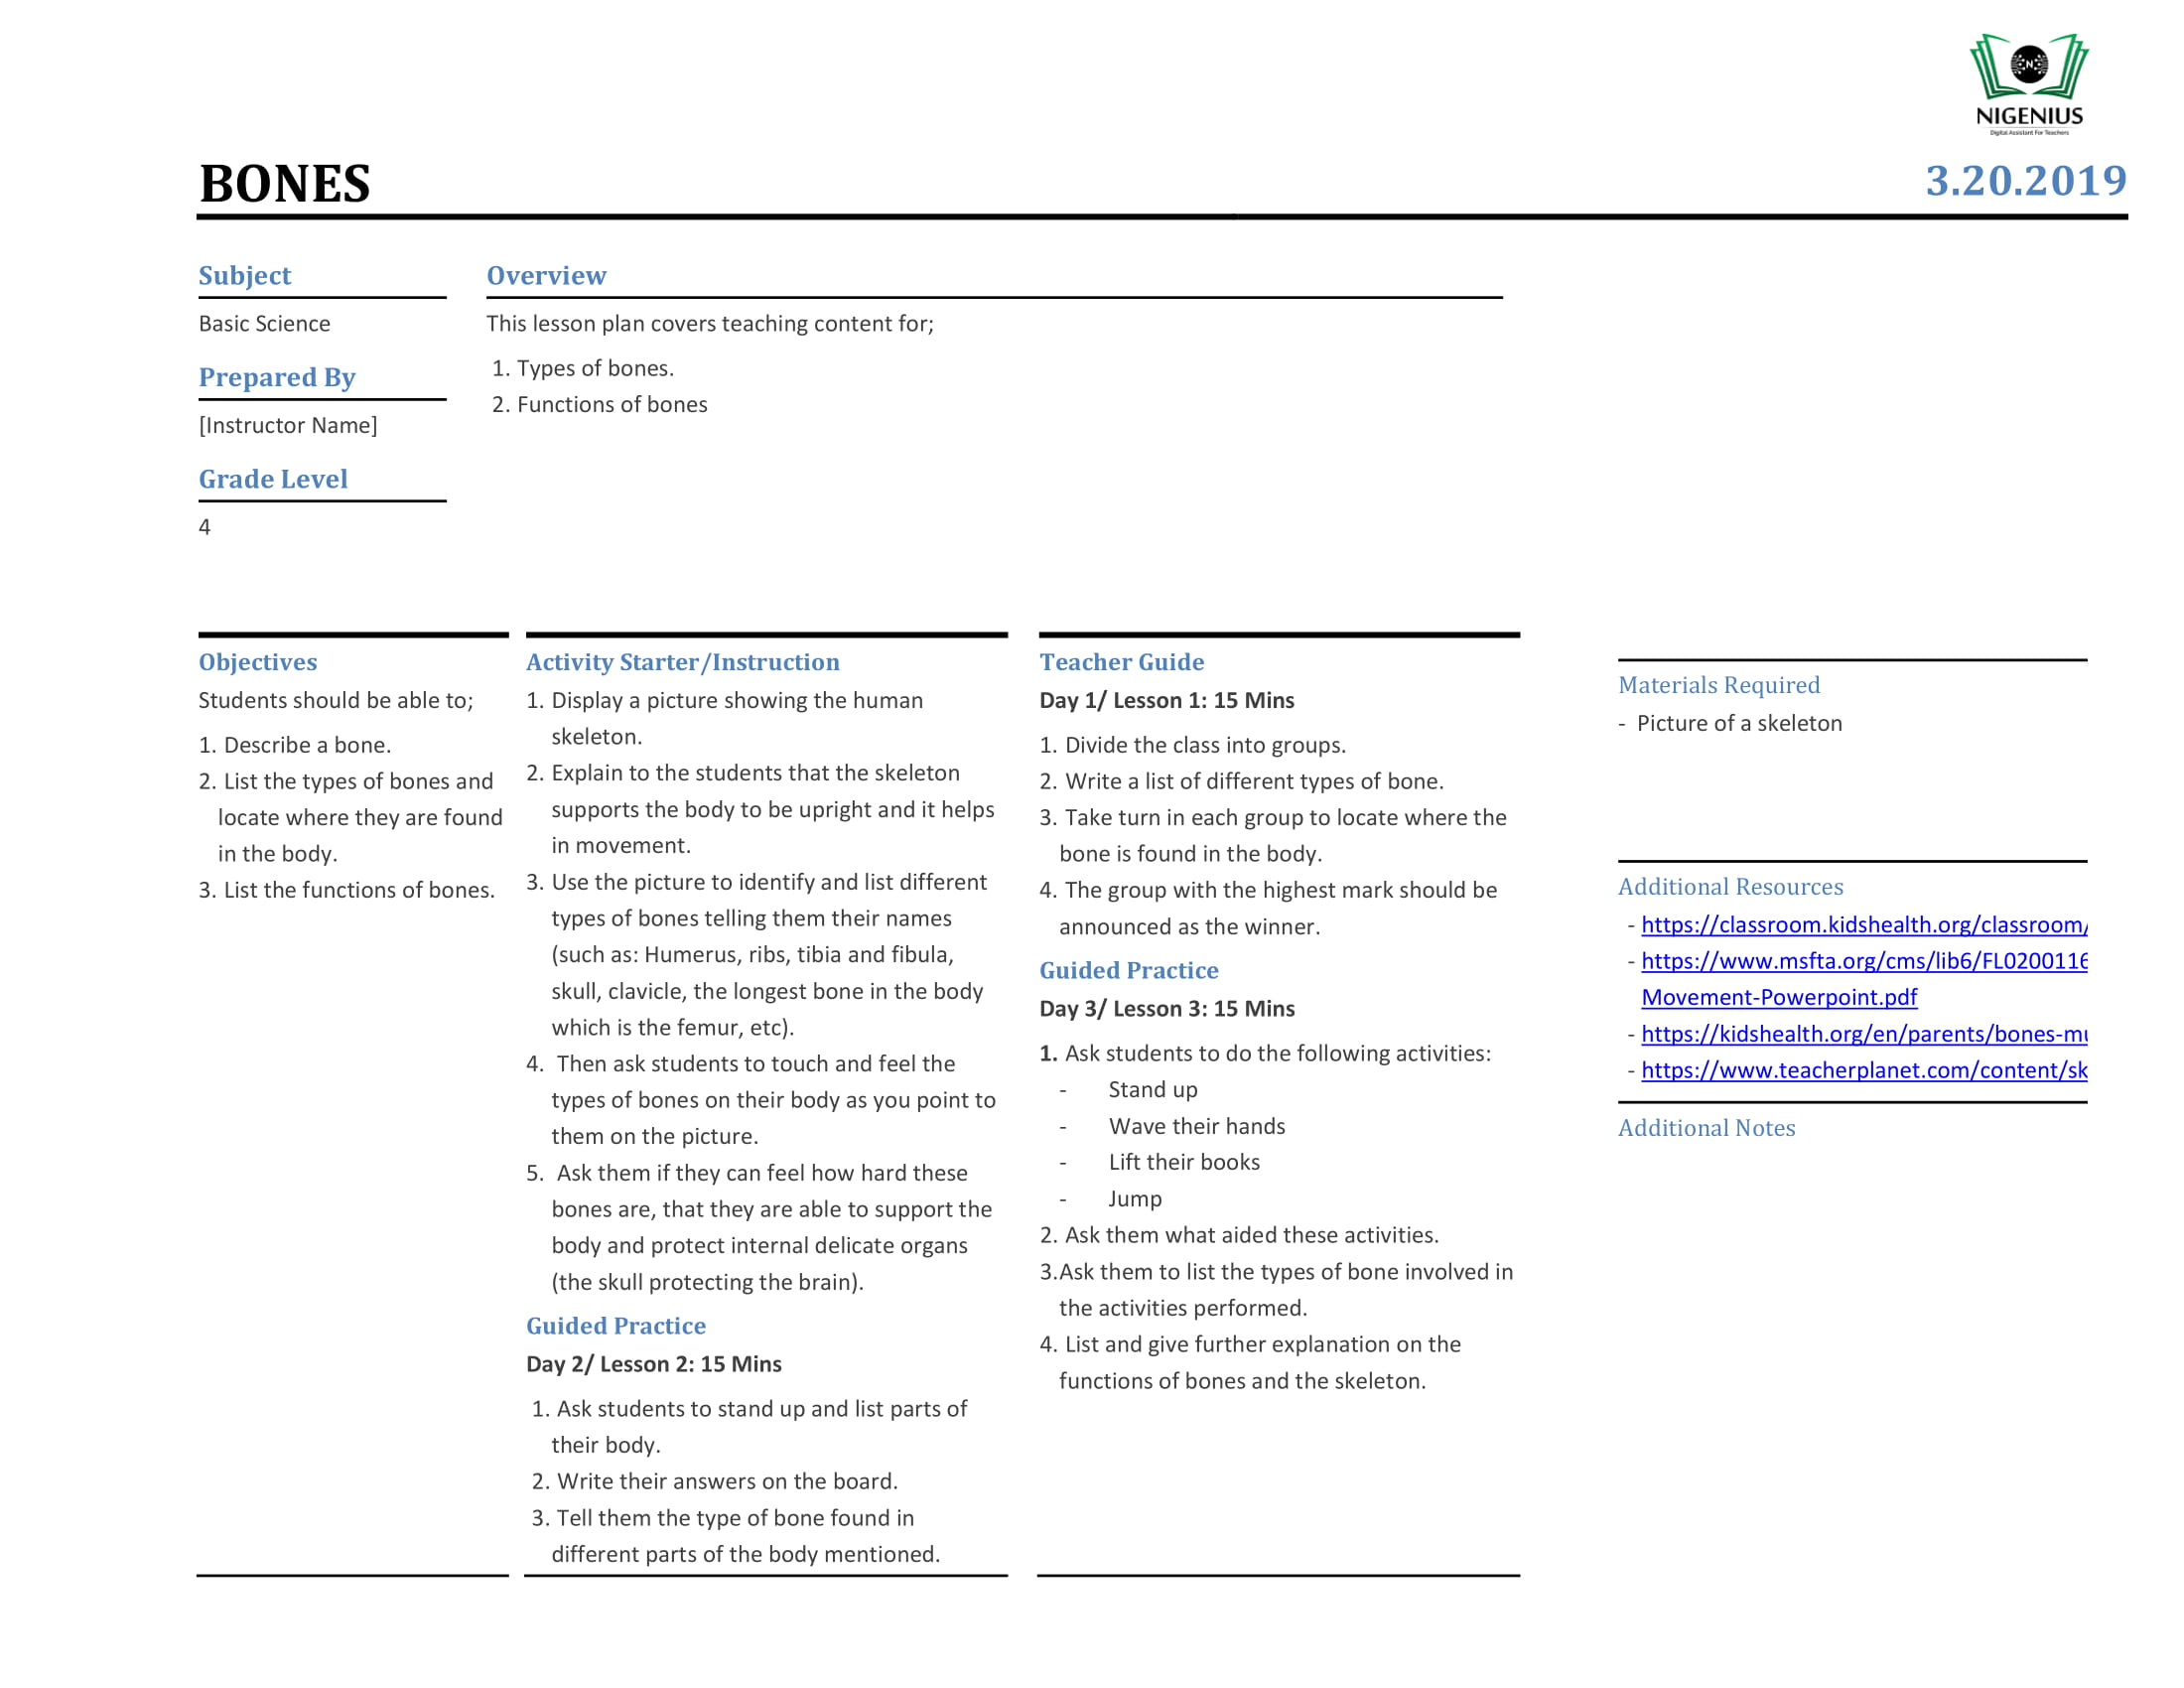 NIGENIUS
Digital Assistant For Teachers
BONES
3.20.2019
Subject
Basic Science
Prepared By
[Instructor Name]
Grade Level
4
Overview
This lesson plan covers teaching content for;
1. Types of bones.
2. Functions of bones
Objectives
Students should be able to;
1. Describe a bone.
2. List the types of bones and
locate where they are found
in the body.
3. List the functions of bones.
Activity Starter/Instruction
1. Display a picture showing the human
skeleton.
2. Explain to the students that the skeleton
supports the body to be upright and it helps
in movement.
3. Use the picture to identify and list different
types of bones telling them their names
(such as: Humerus, ribs, tibia and fibula,
skull, clavicle, the longest bone in the body
which is the femur, etc).
4. Then ask students to touch and feel the
types of bones on their body as you point to
them on the picture.
5. Ask them if they can feel how hard these
bones are, that they are able to support the
body and protect internal delicate organs
(the skull protecting the brain).
Guided Practice
Day 2/ Lesson 2: 15 Mins
1. Ask students to stand up and list parts of
their body.
2. Write their answers on the board.
3. Tell them the type of bone found in
different parts of the body mentioned.
Teacher Guide
Day 1/ Lesson 1: 15 Mins
1. Divide the class into groups.
2. Write a list of different types of bone.
3. Take turn in each group to locate where the
bone is found in the body.
4. The group with the highest mark should be
announced as the winner.
Guided Practice
Day 3/ Lesson 3: 15 Mins
1. Ask students to do the following activities:
- Stand up
- Wave their hands
- Lift their books
- Jump
2. Ask them what aided these activities.
3.Ask them to list the types of bone involved in
the activities performed.
4. List and give further explanation on the
functions of bones and the skeleton.
Materials Required
- Picture of a skeleton
Additional Resources
- https://classroom.kidshealth.org/classroom/
- https://www.msfta.org/cms/lib6/FL0200116
Movement-Powerpoint.pdf
- https://kidshealth.org/en/parents/bones-mu
- https://www.teacherplanet.com/content/sk
Additional Notes